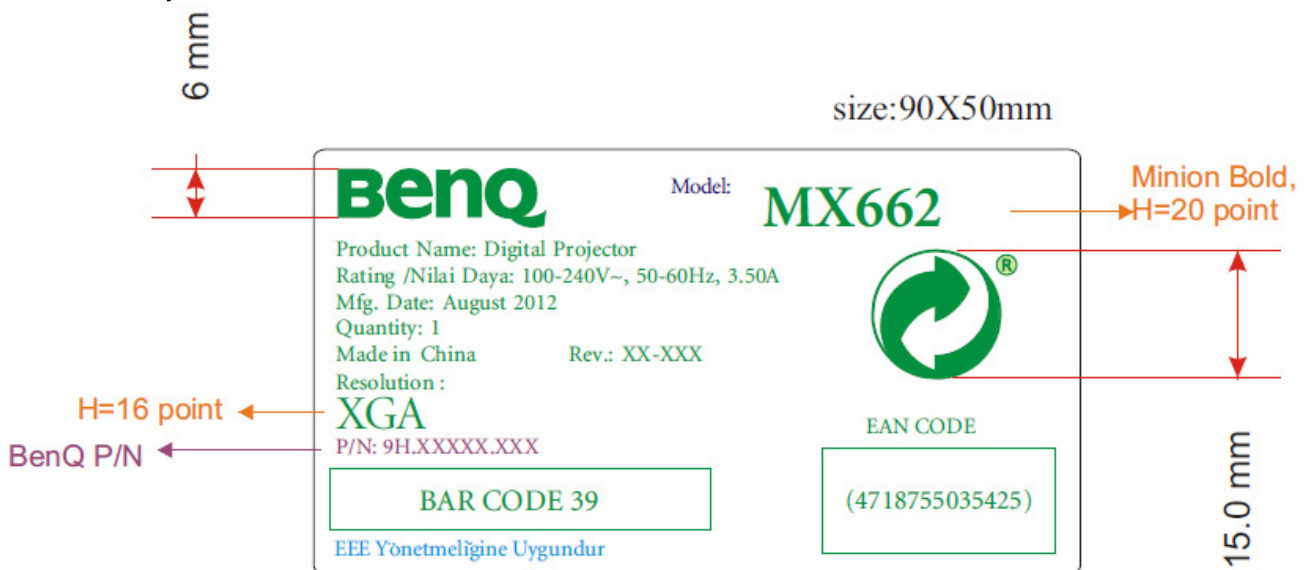 6 mm
size:90X50mm
BenQ
Model:
MX662
Minion Bold,
H=20 point
Product Name: Digital Projector
Rating /Nilai Daya: 100-240V~, 50-60Hz, 3.50A
Mfg. Date: August 2012
Quantity: 1
Made in China Rev.: XX-XXX
Resolution :
®
H=16 point
XGA
BenQ P/N
P/N: 9H.XXXXX.XXX
EAN CODE
BAR CODE 39
(4718755035425)
15.0 mm
EEE Yönetmeliğine Uygundur